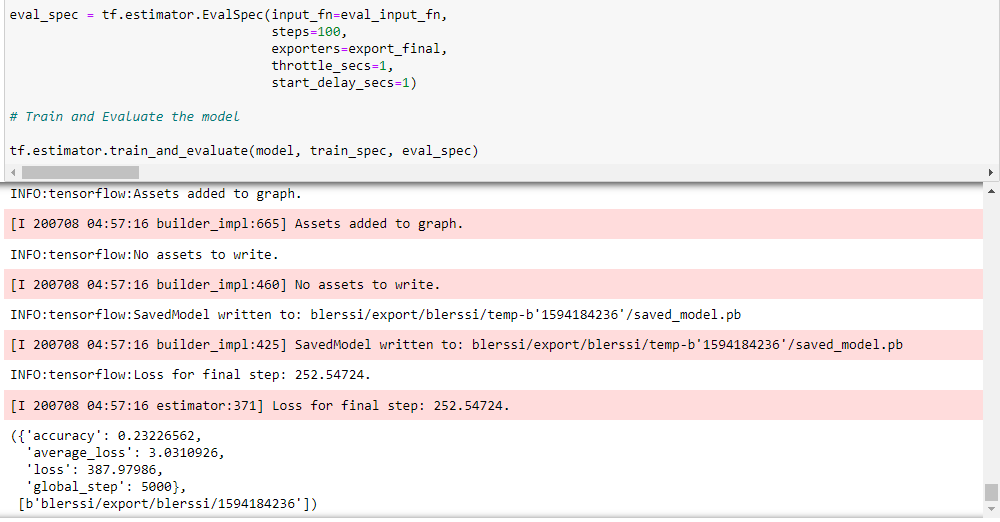 eval_spec = tf.estimator.EvalSpec(input_fn=eval_input_fn,
steps=100,
exporters=export_final,
throttle_secs=1,
start_delay_secs=1)
# Train and Evaluate the model
tf.estimator.train_and_evaluate(model, train_spec, eval_spec)
INFO:tensorflow:Assets added to graph.
[I 200708 04:57:16 builder_impl:665] Assets added to graph.
INFO:tensorflow:No assets to write.
[I 200708 04:57:16 builder_impl:460] No assets to write.
INFO:tensorflow:SavedModel written to: blerssi/export/blerssi/temp-b'1594184236'/saved_model.pb
[I 200708 04:57:16 builder_impl:425] SavedModel written to: blerssi/export/blerssi/temp-b'1594184236'/saved_model.pb
INFO:tensorflow:Loss for final step: 252.54724.
[I 200708 04:57:16 estimator:371] Loss for final step: 252.54724.
({'accuracy': 0.23226562,
'average_loss': 3.0310926,
'loss': 387.97986,
'global_step': 5000},
[b'blerssi/export/blerssi/1594184236'])